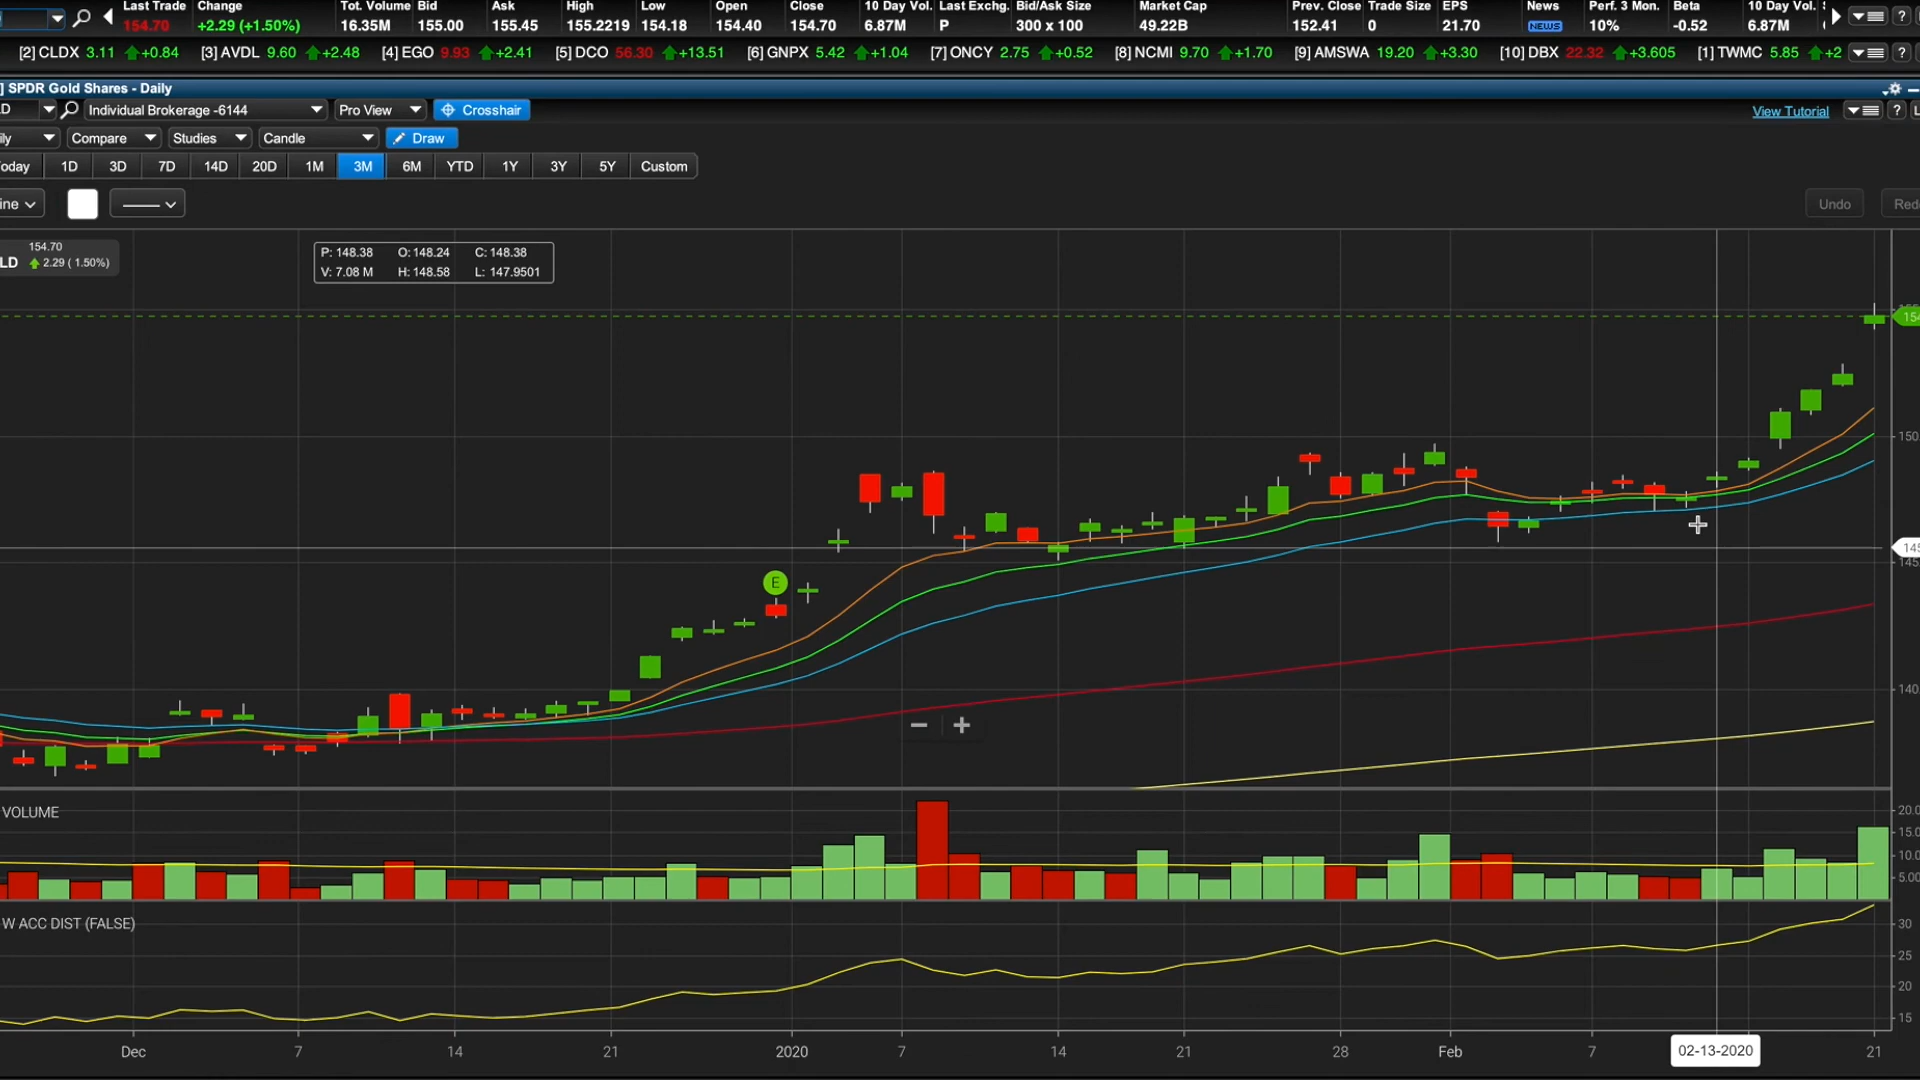 Last Trade Change Tot. Volume Bid Ask High Low Open Close 10 Day Vol. Last Exchg. Bid/Ask Size Market Cap Prev. Close Trade Size EPS News Perf. 3 Mon. Beta 10 Day Vol.
154.70 +2.29 (+1.50%) 16.35M 155.00 155.45 155.2219 154.18 154.40 154.70 6.87M P 300 x 100 49.22B 152.41 0 21.70 NEWS 10% -0.52 6.87M ?
[2] CLDX 3.11 +0.84 [3] AVDL 9.60 +2.48 [4] EGO 9.93 +2.41 [5] DCO 56.30 +13.51 [6] GNPX 5.42 +1.04 [7] ONCY 2.75 +0.52 [8] NCMI 9.70 +1.70 [9] AMSWA 19.20 +3.30 [10] DBX 22.32 +3.605 [1] TWMC 5.85 +2 ?
] SPDR Gold Shares - Daily
LD Individual Brokerage -6144 Pro View Crosshair View Tutorial ? L
ily Compare Studies Candle Draw
oday 1D 3D 7D 14D 20D 1M 3M 6M YTD 1Y 3Y 5Y Custom
ine Undo Red
154.70
LD 2.29 ( 1.50%)
P: 148.38 O: 148.24 C: 148.38
V: 7.08 M H: 148.58 L: 147.9501
154
150.
145
145.
E
140.
VOLUME
20.0
15.0
10.0
5.00
W ACC DIST (FALSE)
30
25
20
15
Dec 7 14 21 2020 7 14 21 28 Feb 7 02-13-2020 21